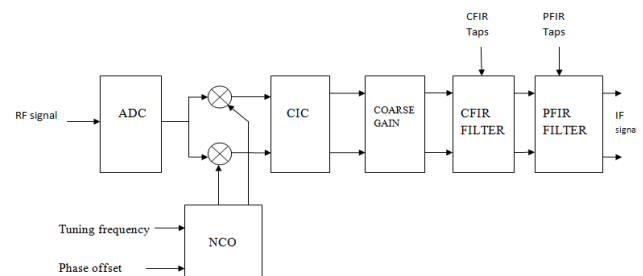 CFIR
Taps
PFIR
Taps
RF signal
ADC
CIC
COARSE
GAIN
CFIR
FILTER
PFIR
FILTER
IF
signal
Tuning frequency
NCO
Phase offset